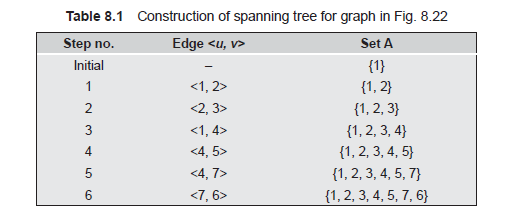 Table 8.1 Construction of spanning tree for graph in Fig. 8.22
Step no. Edge <u, v> Set A
Initial – {1}
1 <1, 2> {1, 2}
2 <2, 3> {1, 2, 3}
3 <1, 4> {1, 2, 3, 4}
4 <4, 5> {1, 2, 3, 4, 5}
5 <4, 7> {1, 2, 3, 4, 5, 7}
6 <7, 6> {1, 2, 3, 4, 5, 7, 6}